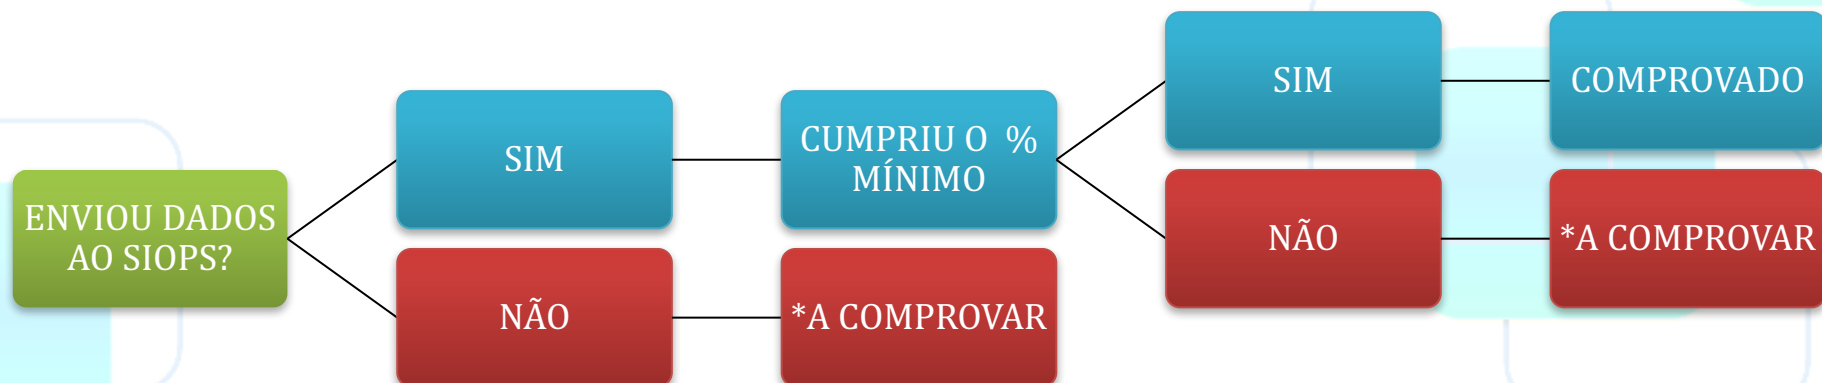 ENVIOU DADOS
AO SIOPS?
SIM
NÃO
CUMPRIU O %
MÍNIMO
*A COMPROVAR
SIM
NÃO
COMPROVADO
*A COMPROVAR